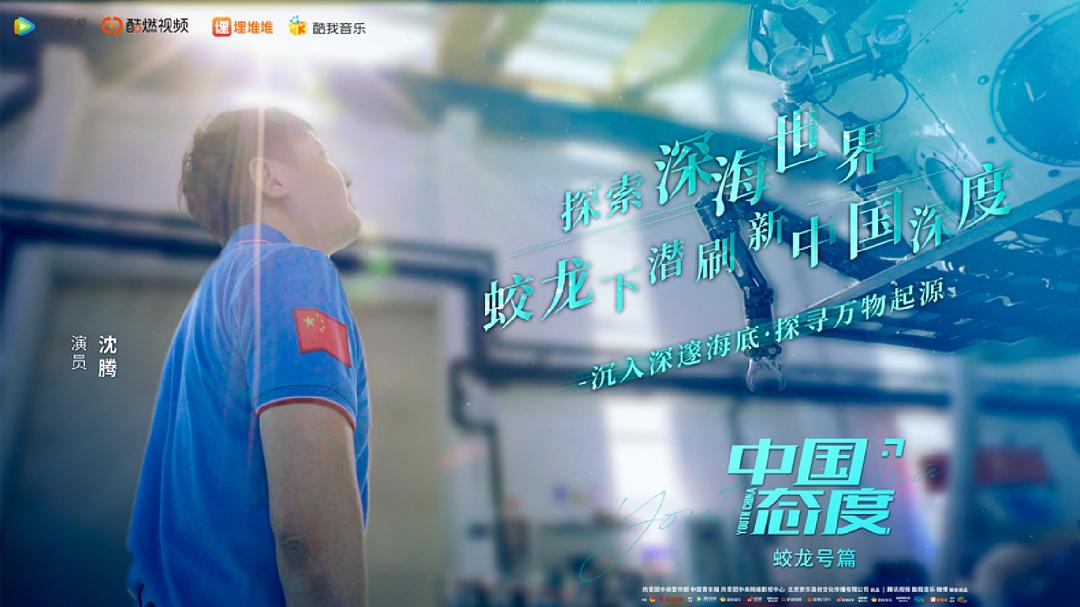 酷燃视频
埋堆堆
酷我音乐
探索深海世界
蛟龙下潜刷新中国深度
-沉入深邃海底·探寻万物起源-
演员
沈腾
中国
态度
YOUTH CHINA
蛟龙号篇